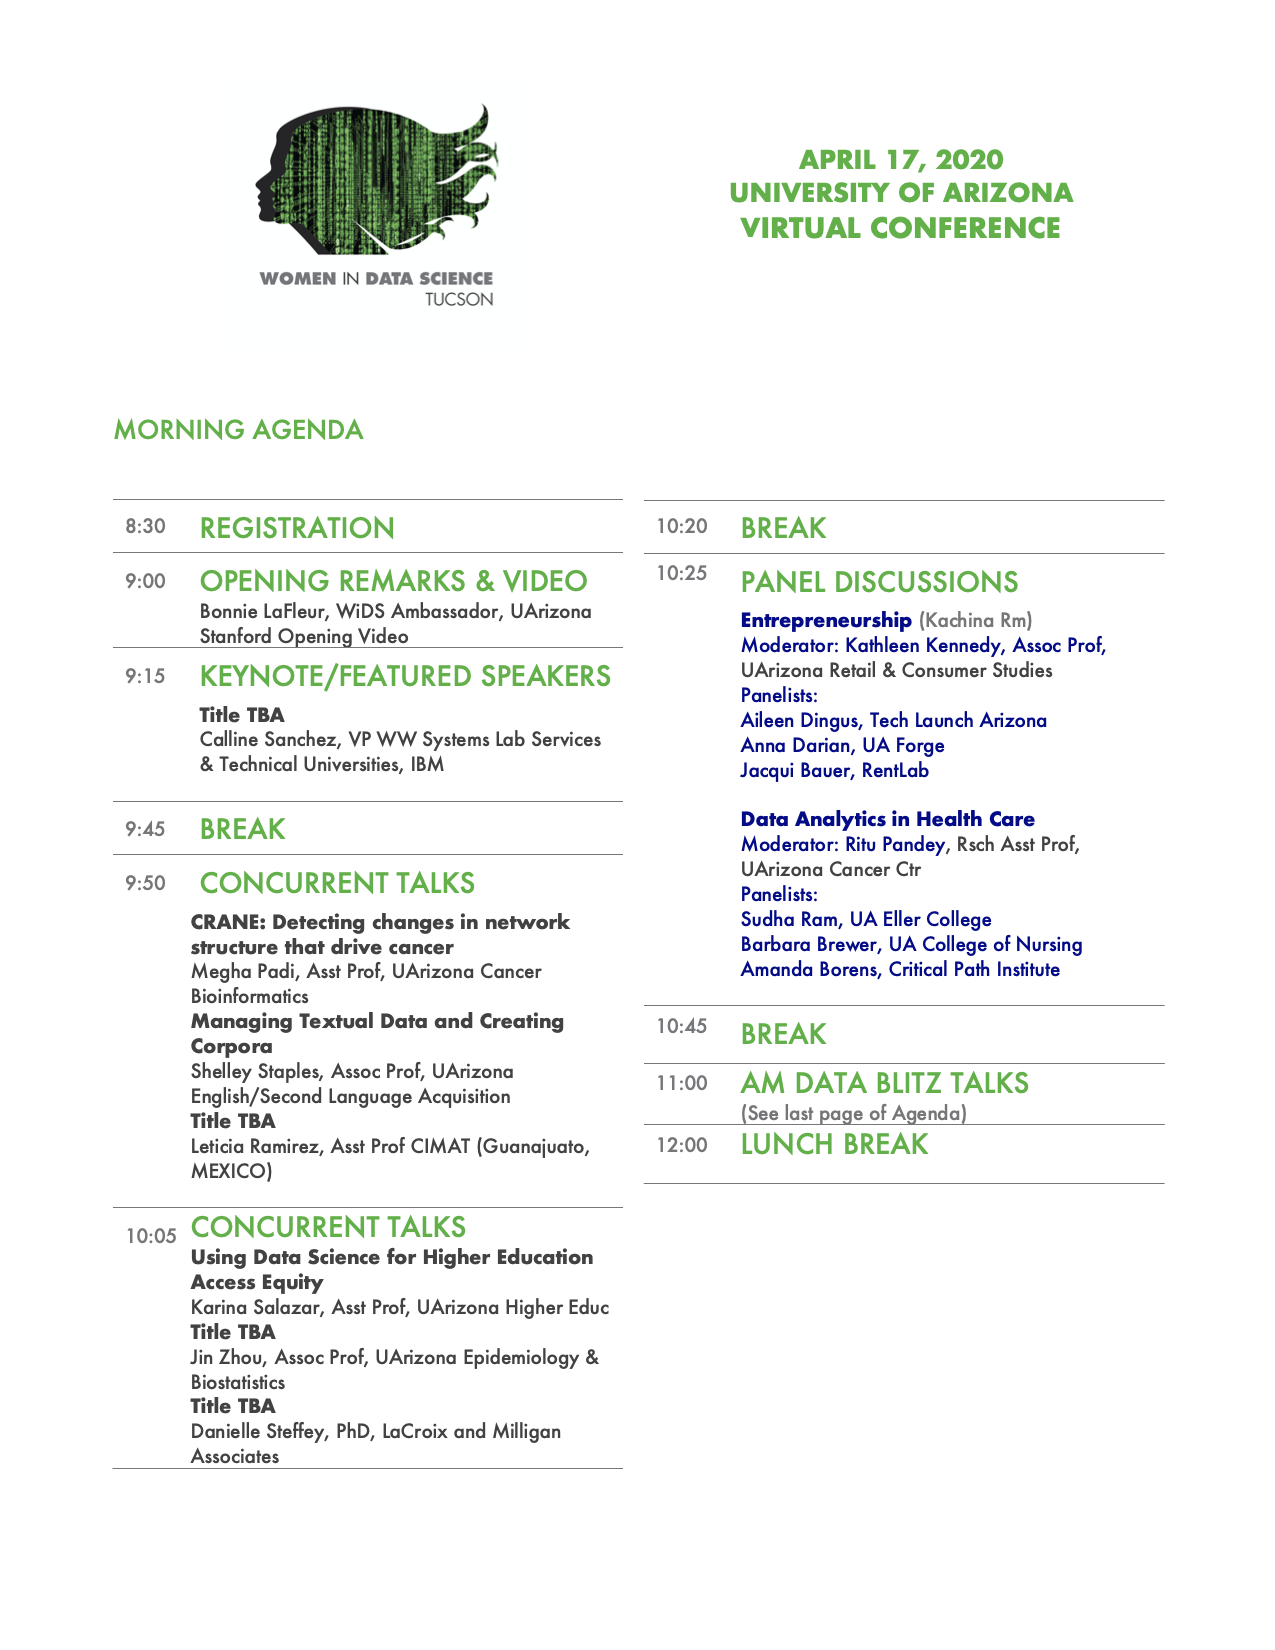 WOMEN IN DATA SCIENCE
TUCSON
APRIL 17, 2020
UNIVERSITY OF ARIZONA
VIRTUAL CONFERENCE
MORNING AGENDA
8:30 REGISTRATION
9:00 OPENING REMARKS & VIDEO
Bonnie LaFleur, WiDS Ambassador, UArizona
Stanford Opening Video
9:15 KEYNOTE/FEATURED SPEAKERS
Title TBA
Calline Sanchez, VP WW Systems Lab Services
& Technical Universities, IBM
9:45 BREAK
9:50 CONCURRENT TALKS
CRANE: Detecting changes in network
structure that drive cancer
Megha Padi, Asst Prof, UArizona Cancer
Bioinformatics
Managing Textual Data and Creating
Corpora
Shelley Staples, Assoc Prof, UArizona
English/Second Language Acquisition
Title TBA
Leticia Ramirez, Asst Prof CIMAT (Guanajuato,
MEXICO)
10:05 CONCURRENT TALKS
Using Data Science for Higher Education
Access Equity
Karina Salazar, Asst Prof, UArizona Higher Educ
Title TBA
Jin Zhou, Assoc Prof, UArizona Epidemiology &
Biostatistics
Title TBA
Danielle Steffey, PhD, LaCroix and Milligan
Associates
10:20 BREAK
10:25 PANEL DISCUSSIONS
Entrepreneurship (Kachina Rm)
Moderator: Kathleen Kennedy, Assoc Prof,
UArizona Retail & Consumer Studies
Panelists:
Aileen Dingus, Tech Launch Arizona
Anna Darian, UA Forge
Jacqui Bauer, RentLab
Data Analytics in Health Care
Moderator: Ritu Pandey, Rsch Asst Prof,
UArizona Cancer Ctr
Panelists:
Sudha Ram, UA Eller College
Barbara Brewer, UA College of Nursing
Amanda Borens, Critical Path Institute
10:45 BREAK
11:00 AM DATA BLITZ TALKS
(See last page of Agenda)
12:00 LUNCH BREAK